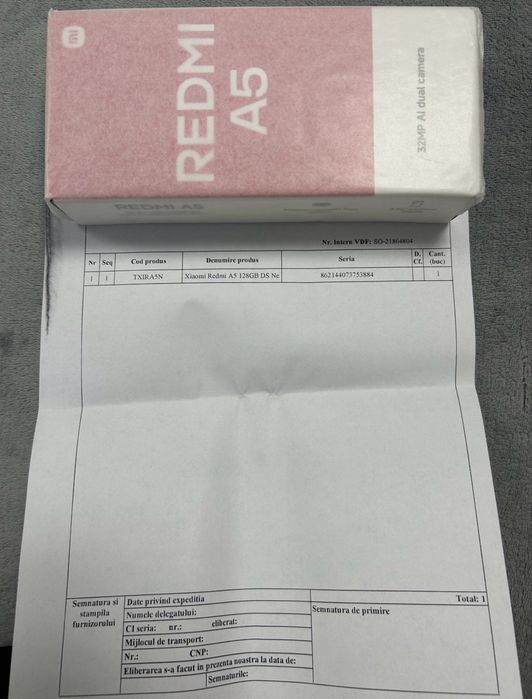 REDMI
A5
32MP AI dual camera
REDMI A5
Nr. Intern VDF: SO-21864804
Nr Seq Cod produs Denumire produs Seria D. Cf. Cant. (buc)
1 1 TXIRA5N Xiaomi Redmi A5 128GB DS Ne 862144073753884 1
Total: 1
Semnatura si
stampila
furnizorului
Date privind expeditia
Numele delegatului:
CI seria: nr.: eliberat:
Mijlocul de transport:
Nr.: CNP:
Eliberarea s-a facut in prezenta noastra la data de:
Semnaturile:
Semnatura de primire